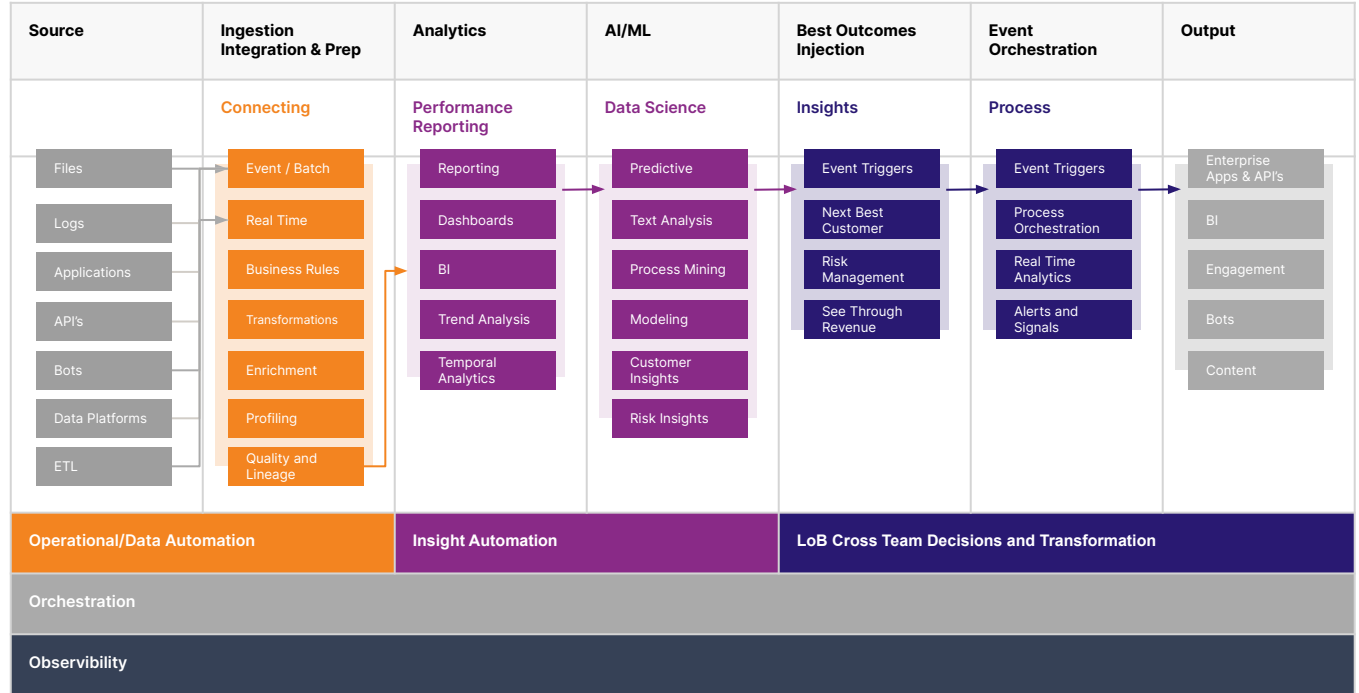 Source
Ingestion
Integration & Prep
Analytics
AI/ML
Best Outcomes
Injection
Event
Orchestration
Output
Connecting
Performance
Reporting
Data Science
Insights
Process
Files
Logs
Applications
API's
Bots
Data Platforms
ETL
Event / Batch
Real Time
Business Rules
Transformations
Enrichment
Profiling
Quality and
Lineage
Reporting
Dashboards
BI
Trend Analysis
Temporal
Analytics
Predictive
Text Analysis
Process Mining
Modeling
Customer
Insights
Risk Insights
Event Triggers
Next Best
Customer
Risk
Management
See Through
Revenue
Event Triggers
Process
Orchestration
Real Time
Analytics
Alerts and
Signals
Enterprise
Apps & API's
BI
Engagement
Bots
Content
Operational/Data Automation
Insight Automation
LoB Cross Team Decisions and Transformation
Orchestration
Observibility